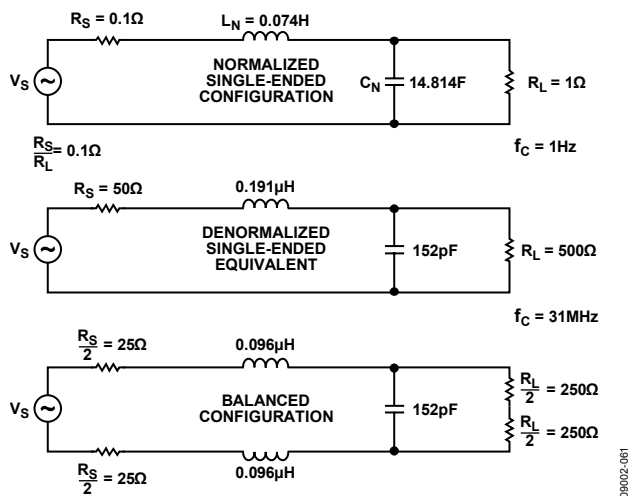 R_S = 0.1Ω
L_N = 0.074H
V_S
NORMALIZED
SINGLE-ENDED
CONFIGURATION
C_N
14.814F
R_L = 1Ω
R_S/R_L = 0.1Ω
f_C = 1Hz
R_S = 50Ω
0.191µH
V_S
DENORMALIZED
SINGLE-ENDED
EQUIVALENT
152pF
R_L = 500Ω
f_C = 31MHz
R_S/2 = 25Ω
0.096µH
V_S
BALANCED
CONFIGURATION
152pF
R_L/2 = 250Ω
R_L/2 = 250Ω
R_S/2 = 25Ω
0.096µH
09002-061